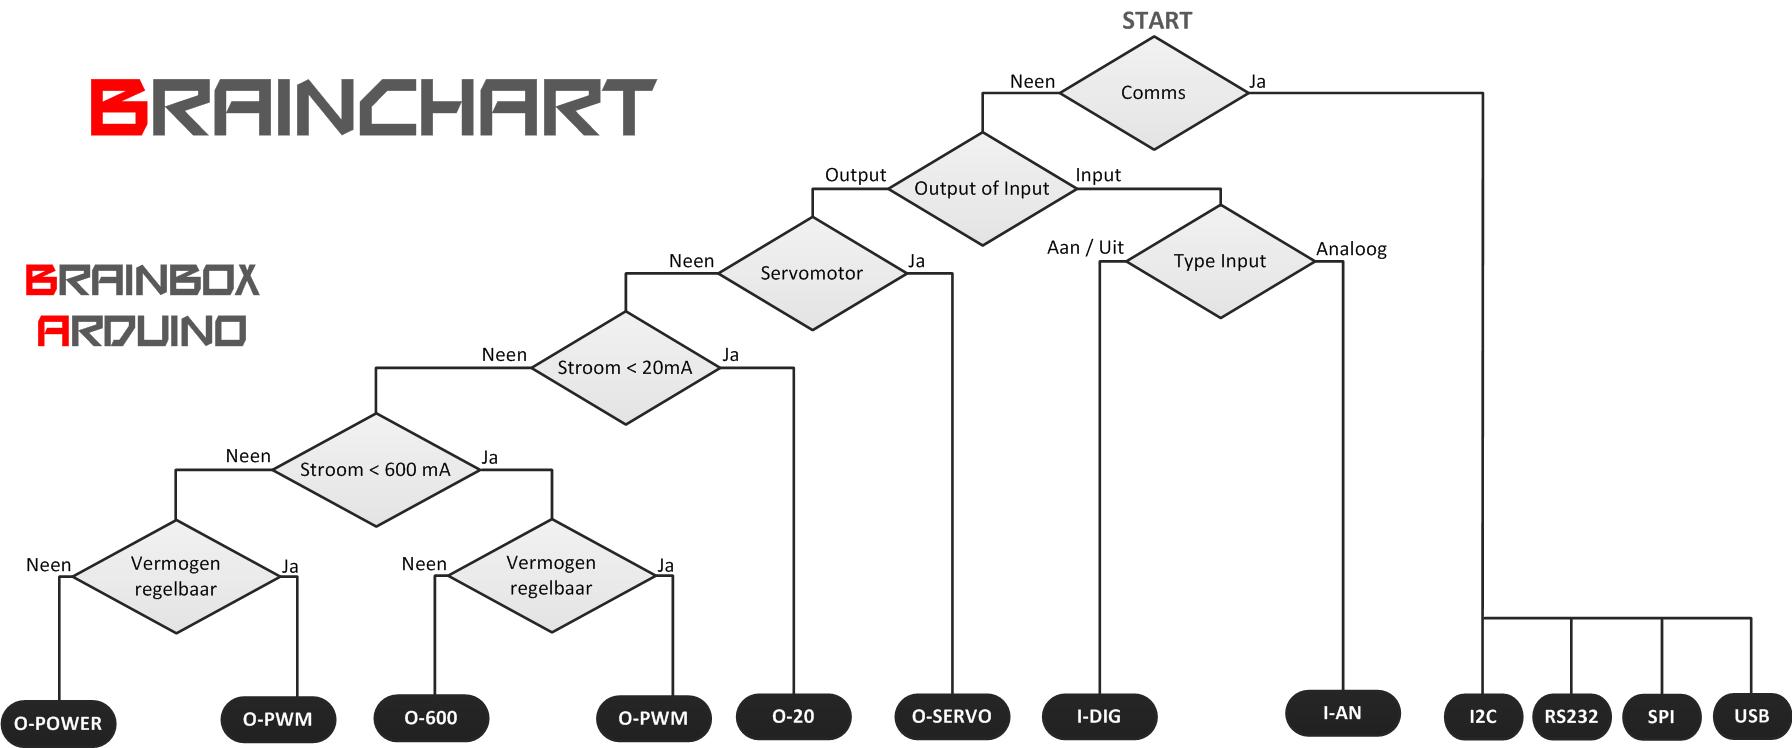 START
BRAINCHART
Neen
Comms
Ja
Output
Output of Input
Input
Neen
Servomotor
Ja
Aan / Uit
Type Input
Analoog
BRAINBOX
ARDUINO
Neen
Stroom < 20mA
Ja
Neen
Stroom < 600 mA
Ja
Neen
Vermogen
regelbaar
Ja
Neen
Vermogen
regelbaar
Ja
O-POWER
O-PWM
O-600
O-PWM
O-20
O-SERVO
I-DIG
I-AN
I2C
RS232
SPI
USB